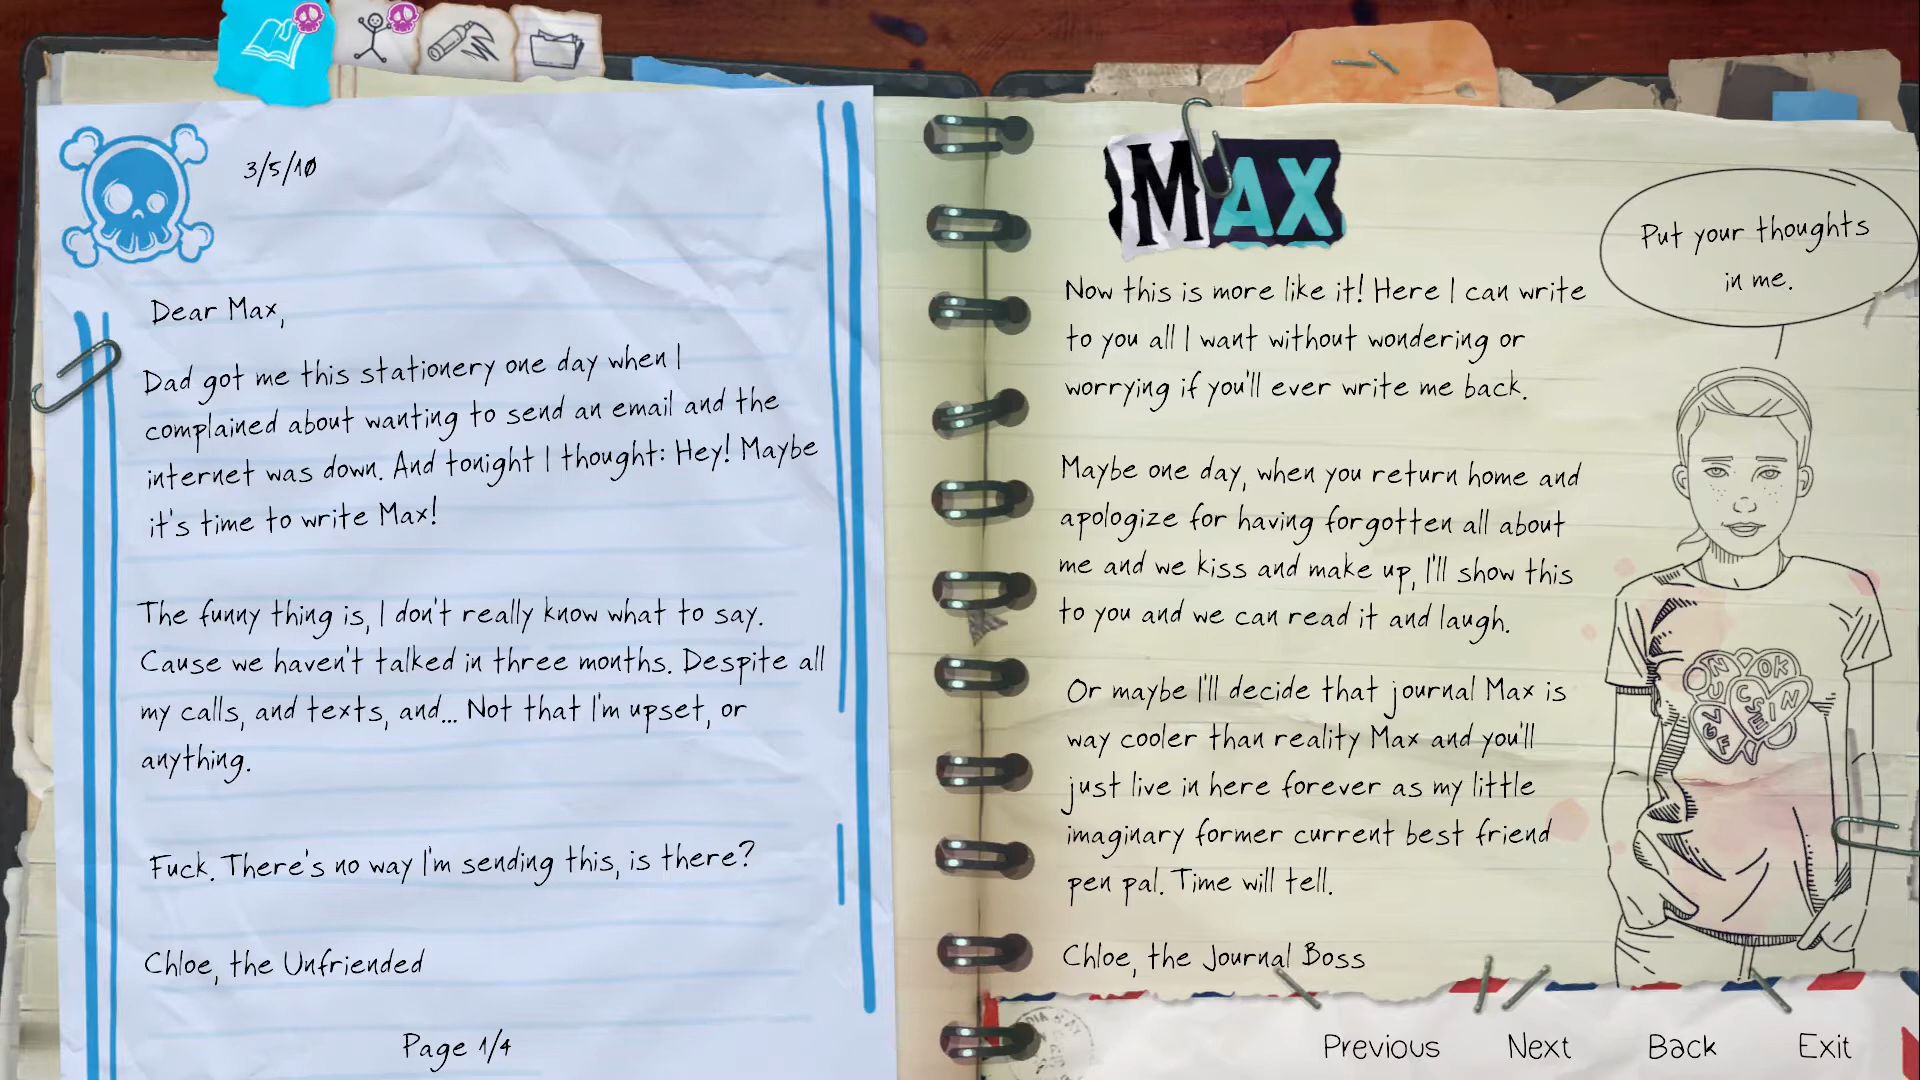 3/5/10
Dear Max,
Dad got me this stationery one day when I
complained about wanting to send an email and the
internet was down. And tonight I thought: Hey! Maybe
it's time to write Max!
The funny thing is, I don't really know what to say.
Cause we haven't talked in three months. Despite all
my calls, and texts, and... Not that I'm upset, or
anything.
Fuck. There's no way I'm sending this, is there?
Chloe, the Unfriended
Page 1/4
MAX
Now this is more like it! Here I can write
to you all I want without wondering or
worrying if you'll ever write me back.
Maybe one day, when you return home and
apologize for having forgotten all about
me and we kiss and make up, I'll show this
to you and we can read it and laugh.
Or maybe I'll decide that journal Max is
way cooler than reality Max and you'll
just live in here forever as my little
imaginary former current best friend
pen pal. Time will tell.
Chloe, the Journal Boss
Put your thoughts
in me.
Previous
Next
Back
Exit